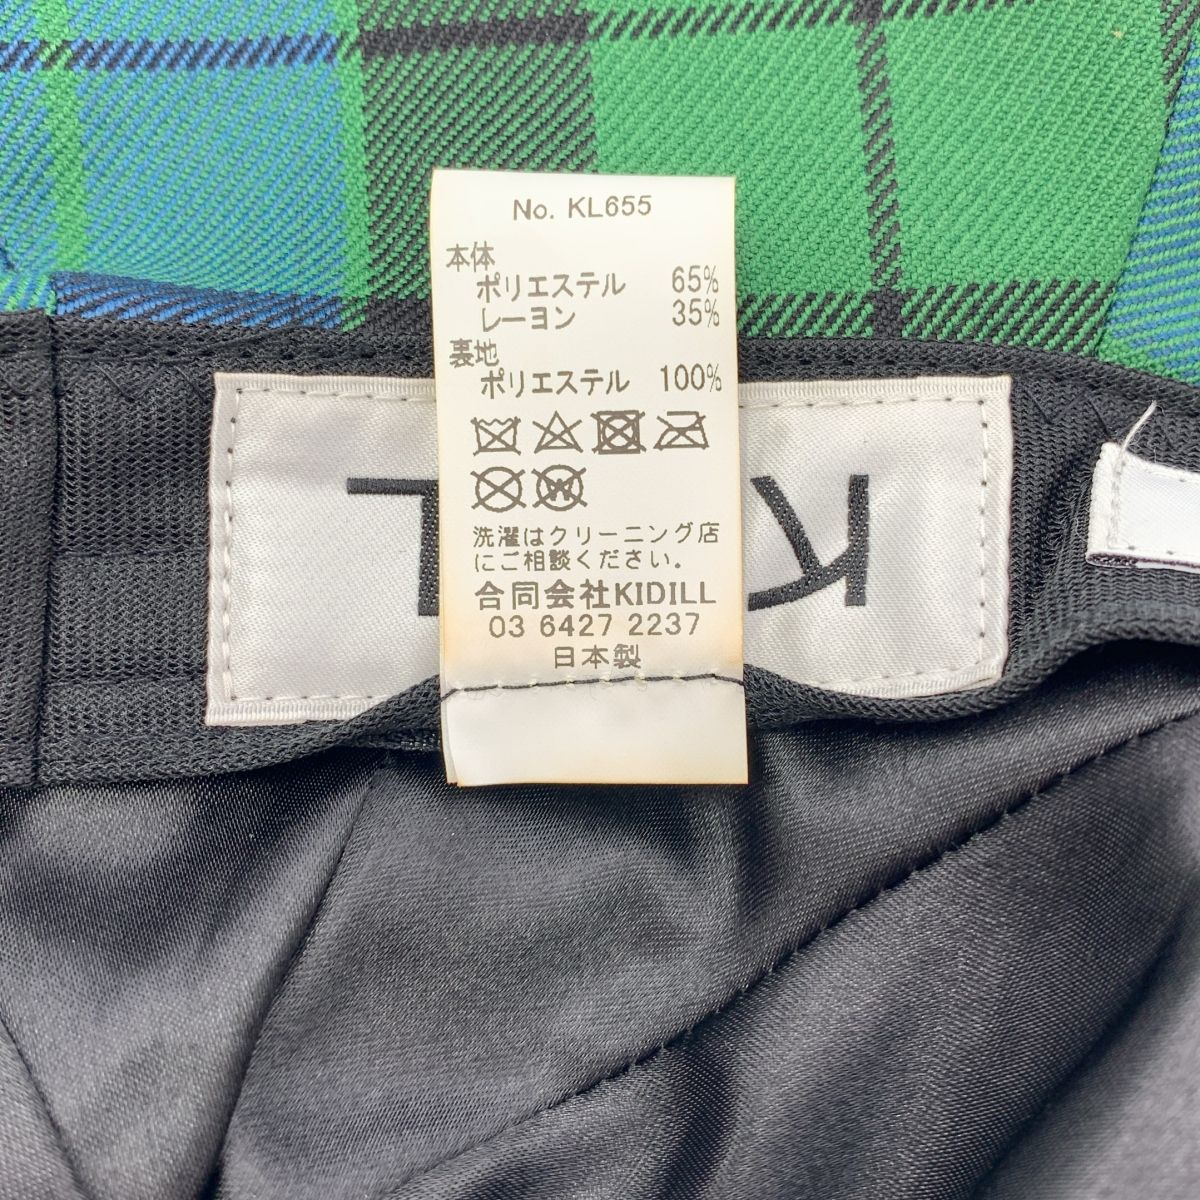 No. KL655
本体
ポリエステル 65%
レーヨン 35%
裏地
ポリエステル 100%
W
洗濯はクリーニング店
にご相談ください。
合同会社KIDILL
03 6427 2237
日本製